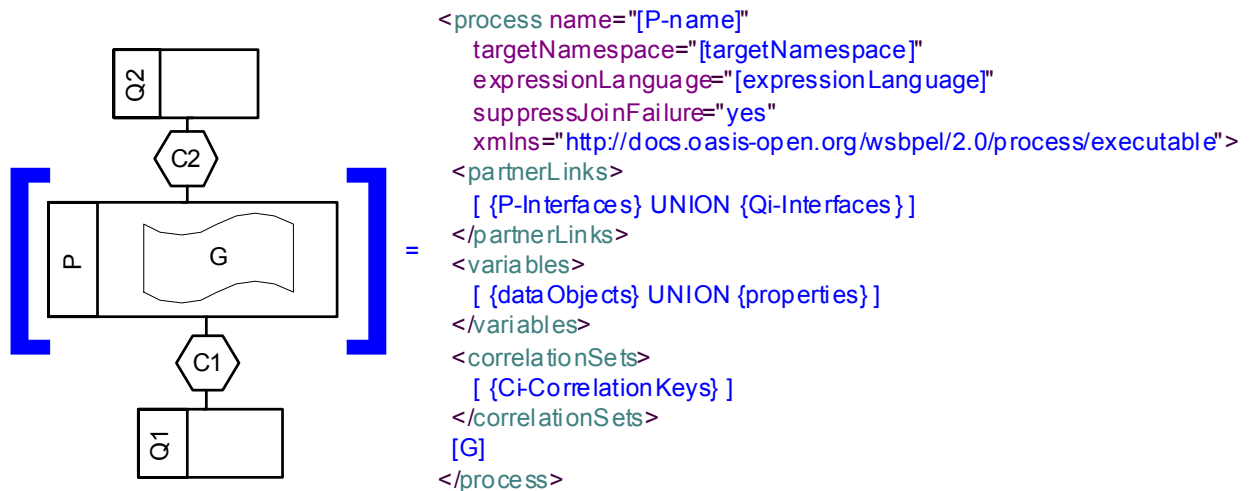 Q2
C2
P
G
C1
Q1
=
<process name="[P-name]"
targetNamespace="[targetNamespace]"
expressionLanguage="[expressionLanguage]"
suppressJoinFailure="yes"
xmlns="http://docs.oasis-open.org/wsbpel/2.0/process/executable">
<partnerLinks>
[ {P-Interfaces} UNION {Qi-Interfaces} ]
</partnerLinks>
<variables>
[ {dataObjects} UNION {properties} ]
</variables>
<correlationSets>
[ {Ci-CorrelationKeys} ]
</correlationSets>
[G]
</process>